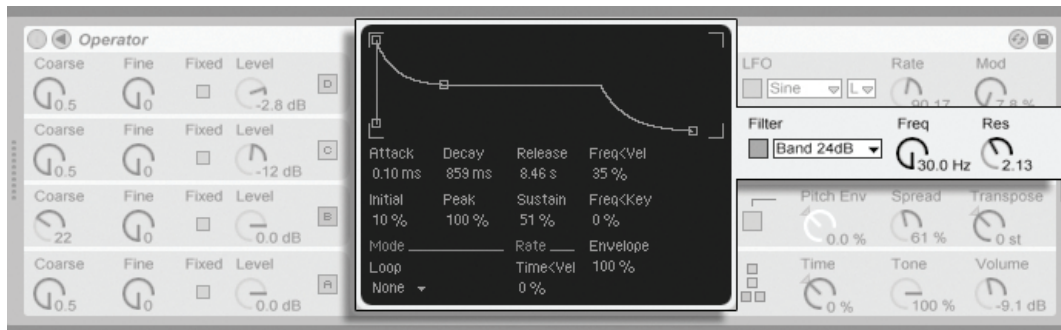 Operator
Coarse Fine Fixed Level
0.5 0 -2.8 dB D
Coarse Fine Fixed Level
0.5 0 -12 dB C
Coarse Fine Fixed Level
22 0 0.0 dB B
Coarse Fine Fixed Level
0.5 0 0.0 dB A
Attack Decay Release Freq<Vel
0.10 ms 859 ms 8.46 s 35 %
Initial Peak Sustain Freq<Key
10 % 100 % 51 % 0 %
Mode Rate Envelope
Loop Time<Vel 100 %
None 0 %
LFO Rate Mod
Sine L 90.17 7.8 %
Filter Freq Res
Band 24dB 30.0 Hz 2.13
Pitch Env Spread Transpose
0.0 % 61 % 0 st
Time Tone Volume
0 % 100 % -9.1 dB